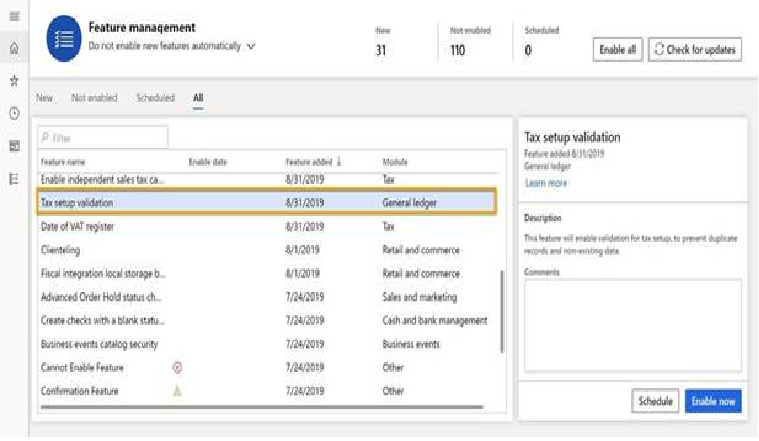 Feature management
Do not enable new features automatically
New
31
Not enabled
110
Scheduled
0
Enable all
Check for updates
New Not enabled Scheduled All
Filter
Feature name Enable date Feature added ↓ Module
Enable independent sales tax ca... 8/31/2019 Tax
Tax setup validation 8/31/2019 General ledger
Date of VAT register 8/31/2019 Tax
Clienteling 8/1/2019 Retail and commerce
Fiscal integration local storage b... 8/1/2019 Retail and commerce
Advanced Order Hold status ch... 7/24/2019 Sales and marketing
Create checks with a blank statu... 7/24/2019 Cash and bank management
Business events catalog security 7/24/2019 Business events
Cannot Enable Feature 7/24/2019 Other
Confirmation Feature 7/24/2019 Other
Tax setup validation
Feature added 8/31/2019
General ledger
Learn more
Description
This feature will enable validation for tax setup, to prevent duplicate
records and non-existing data.
Comments
Schedule Enable now